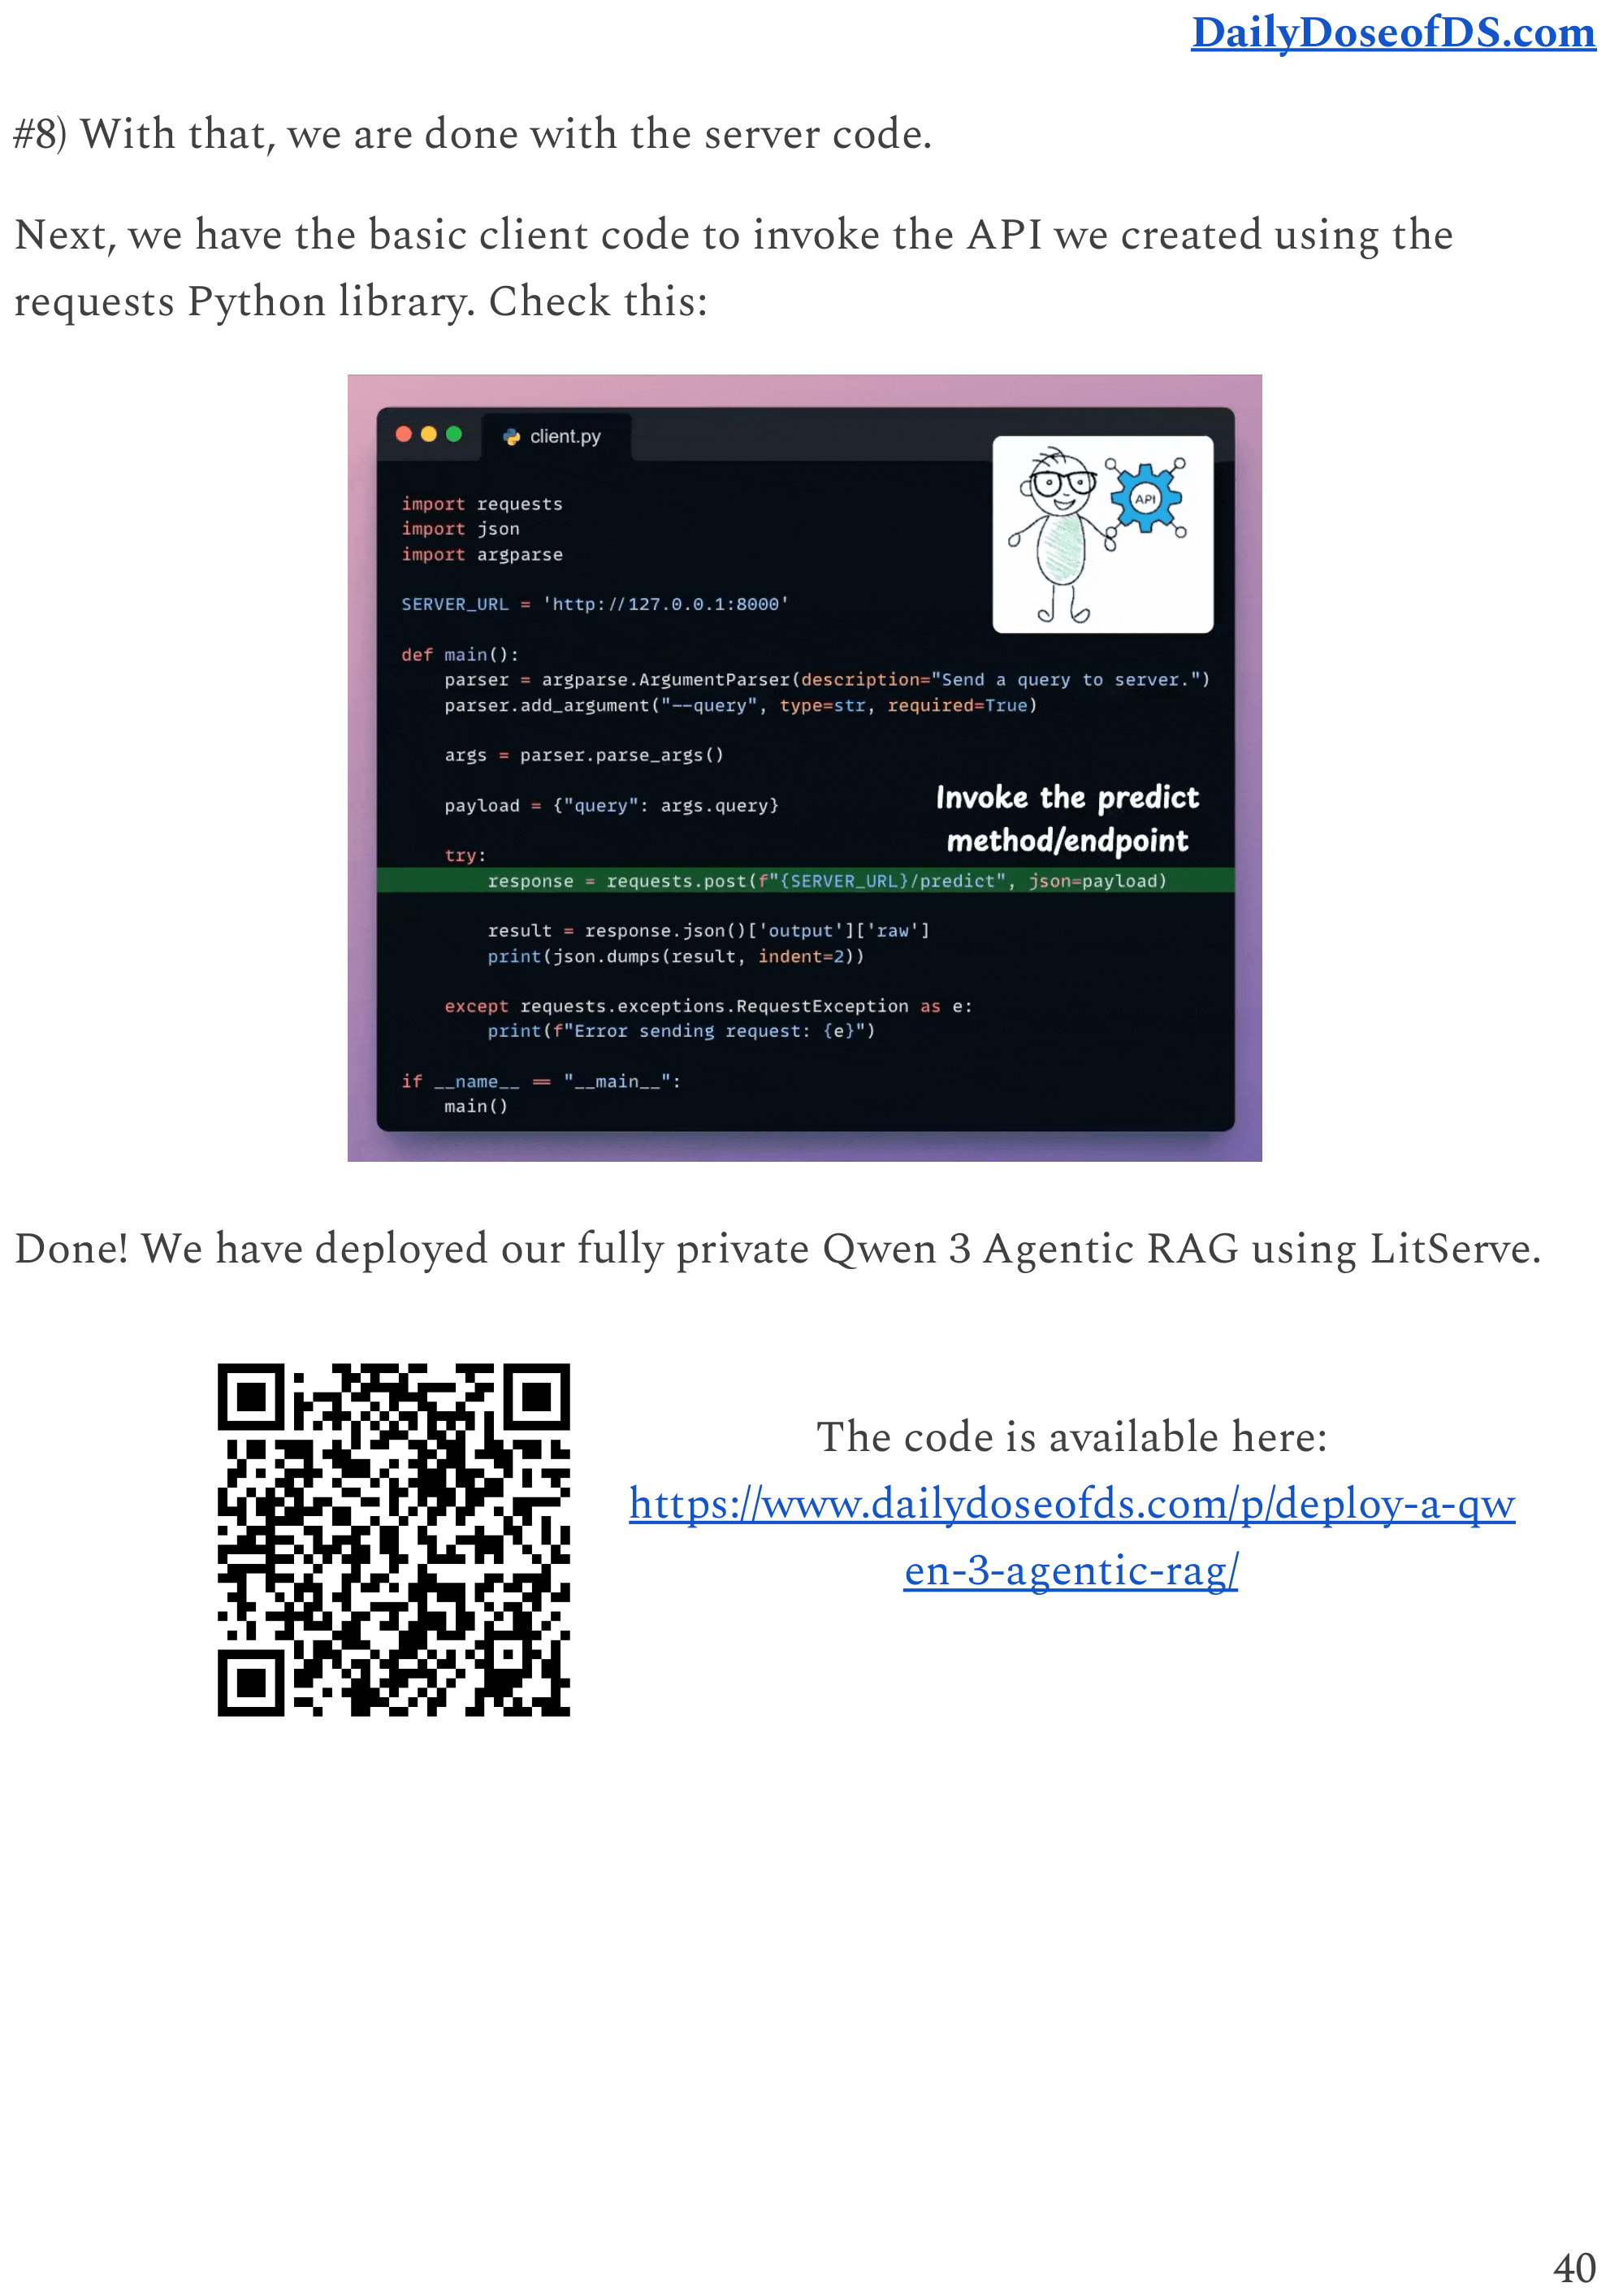 DailyDoseofDS.com
#8) With that, we are done with the server code.
Next, we have the basic client code to invoke the API we created using the
requests Python library. Check this:
client.py
API
import requests
import json
import argparse
SERVER_URL = 'http://127.0.0.1:8000'
def main():
    parser = argparse.ArgumentParser(description="Send a query to server.")
    parser.add_argument("--query", type=str, required=True)
    args = parser.parse_args()
    payload = {"query": args.query}
Invoke the predict
method/endpoint
    try:
        response = requests.post(f"{SERVER_URL}/predict", json=payload)
        result = response.json()['output']['raw']
        print(json.dumps(result, indent=2))
    except requests.exceptions.RequestException as e:
        print(f"Error sending request: {e}")
if __name__ == "__main__":
    main()
Done! We have deployed our fully private Qwen 3 Agentic RAG using LitServe.
The code is available here:
https://www.dailydoseofds.com/p/deploy-a-qw
en-3-agentic-rag/
40